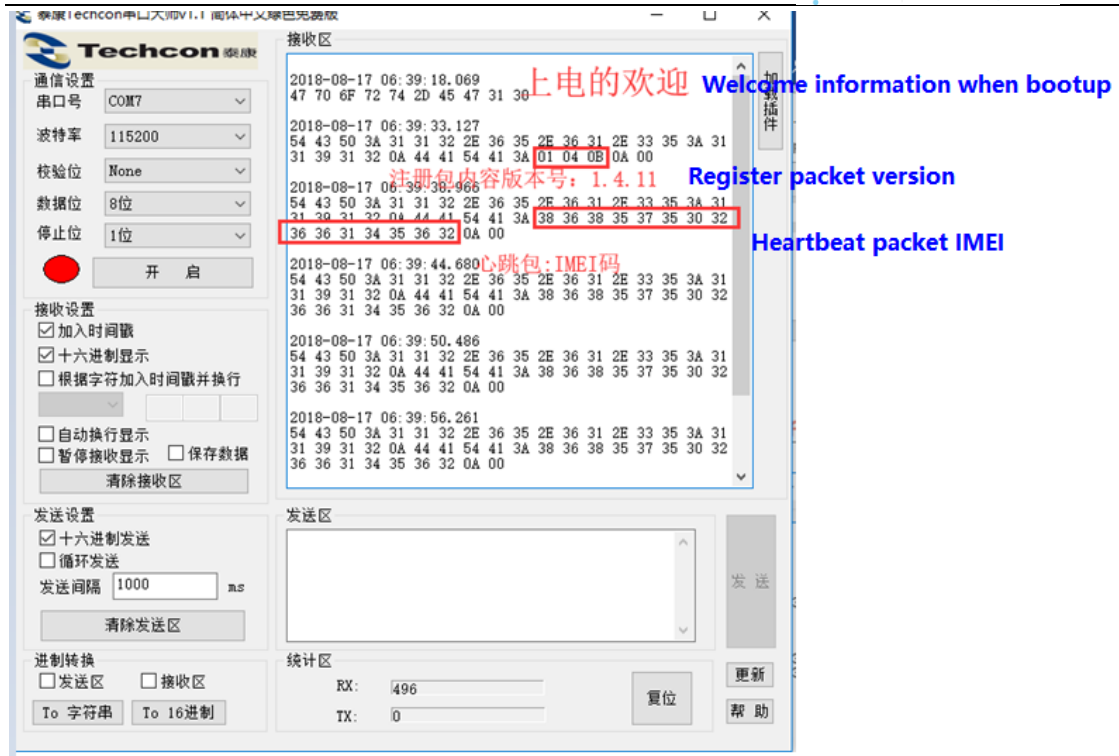 泰康Techcon串口大师V1.1 简体中文绿色免费版
Techcon 泰康
通信设置
串口号 COM7
波特率 115200
校验位 None
数据位 8位
停止位 1位
开 启
接收设置
加入时间戳
十六进制显示
根据字符加入时间戳并换行
自动换行显示
暂停接收显示 保存数据
清除接收区
发送设置
十六进制发送
循环发送
发送间隔 1000 ms
清除发送区
进制转换
发送区 接收区
To 字符串 To 16进制
接收区
加载插件
2018-08-17 06:39:18.069
47 70 6F 72 74 2D 45 47 31 30
上电的欢迎 Welcome information when bootup
2018-08-17 06:39:33.127
54 43 50 3A 31 31 32 2E 36 35 2E 36 31 2E 33 35 3A 31
31 39 31 32 0A 44 41 54 41 3A 01 04 0B 0A 00
注册包内容版本号：1.4.11 Register packet version
2018-08-17 06:39:38.966
54 43 50 3A 31 31 32 2E 36 35 2E 36 31 2E 33 35 3A 31
31 39 31 32 0A 44 41 54 41 3A 38 36 38 35 37 35 30 32
36 36 31 34 35 36 32 0A 00
Heartbeat packet IMEI
心跳包:IMEI码
2018-08-17 06:39:44.680
54 43 50 3A 31 31 32 2E 36 35 2E 36 31 2E 33 35 3A 31
31 39 31 32 0A 44 41 54 41 3A 38 36 38 35 37 35 30 32
36 36 31 34 35 36 32 0A 00
2018-08-17 06:39:50.486
54 43 50 3A 31 31 32 2E 36 35 2E 36 31 2E 33 35 3A 31
31 39 31 32 0A 44 41 54 41 3A 38 36 38 35 37 35 30 32
36 36 31 34 35 36 32 0A 00
2018-08-17 06:39:56.261
54 43 50 3A 31 31 32 2E 36 35 2E 36 31 2E 33 35 3A 31
31 39 31 32 0A 44 41 54 41 3A 38 36 38 35 37 35 30 32
36 36 31 34 35 36 32 0A 00
发送区
发 送
统计区
RX: 496
TX: 0
复位
更新
帮 助